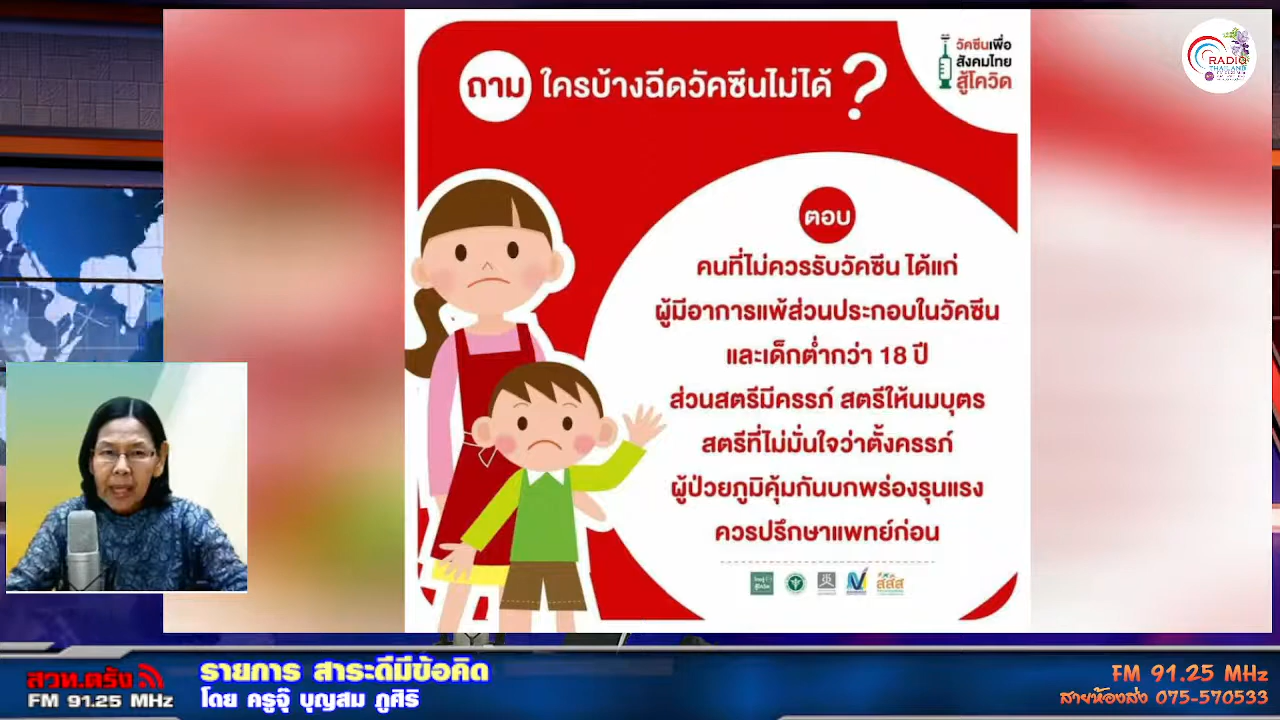 ถาม ใครบ้างฉีดวัคซีนไม่ได้ ?
วัคซีนเพื่อ
สังคมไทย
สู้โควิด
RADIO
THAILAND
ตอบ
คนที่ไม่ควรรับวัคซีน ได้แก่
ผู้มีอาการแพ้ส่วนประกอบในวัคซีน
และเด็กต่ำกว่า 18 ปี
ส่วนสตรีมีครรภ์ สตรีให้นมบุตร
สตรีที่ไม่มั่นใจว่าตั้งครรภ์
ผู้ป่วยภูมิคุ้มกันบกพร่องรุนแรง
ควรปรึกษาแพทย์ก่อน
สสส
สวท.ตรัง
FM 91.25 MHz
รายการ สาระดีมีข้อคิด
โดย ครูจุ๊ บุญสม ภูศิริ
FM 91.25 MHz
สายห้องส่ง 075-570533